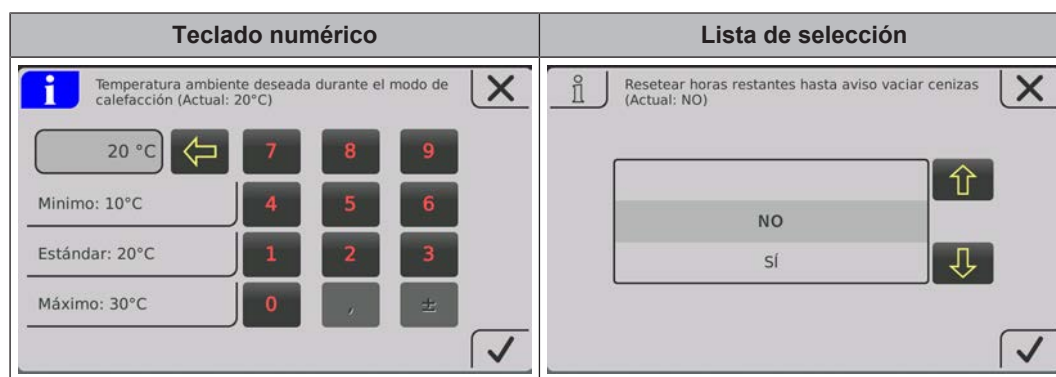 Teclado numérico
Lista de selección
i
Temperatura ambiente deseada durante el modo de
calefacción (Actual: 20°C)
20 °C
7 8 9
Minimo: 10°C
4 5 6
Estándar: 20°C
1 2 3
Máximo: 30°C
0 , ±
i
Resetear horas restantes hasta aviso vaciar cenizas
(Actual: NO)
NO
SÍ